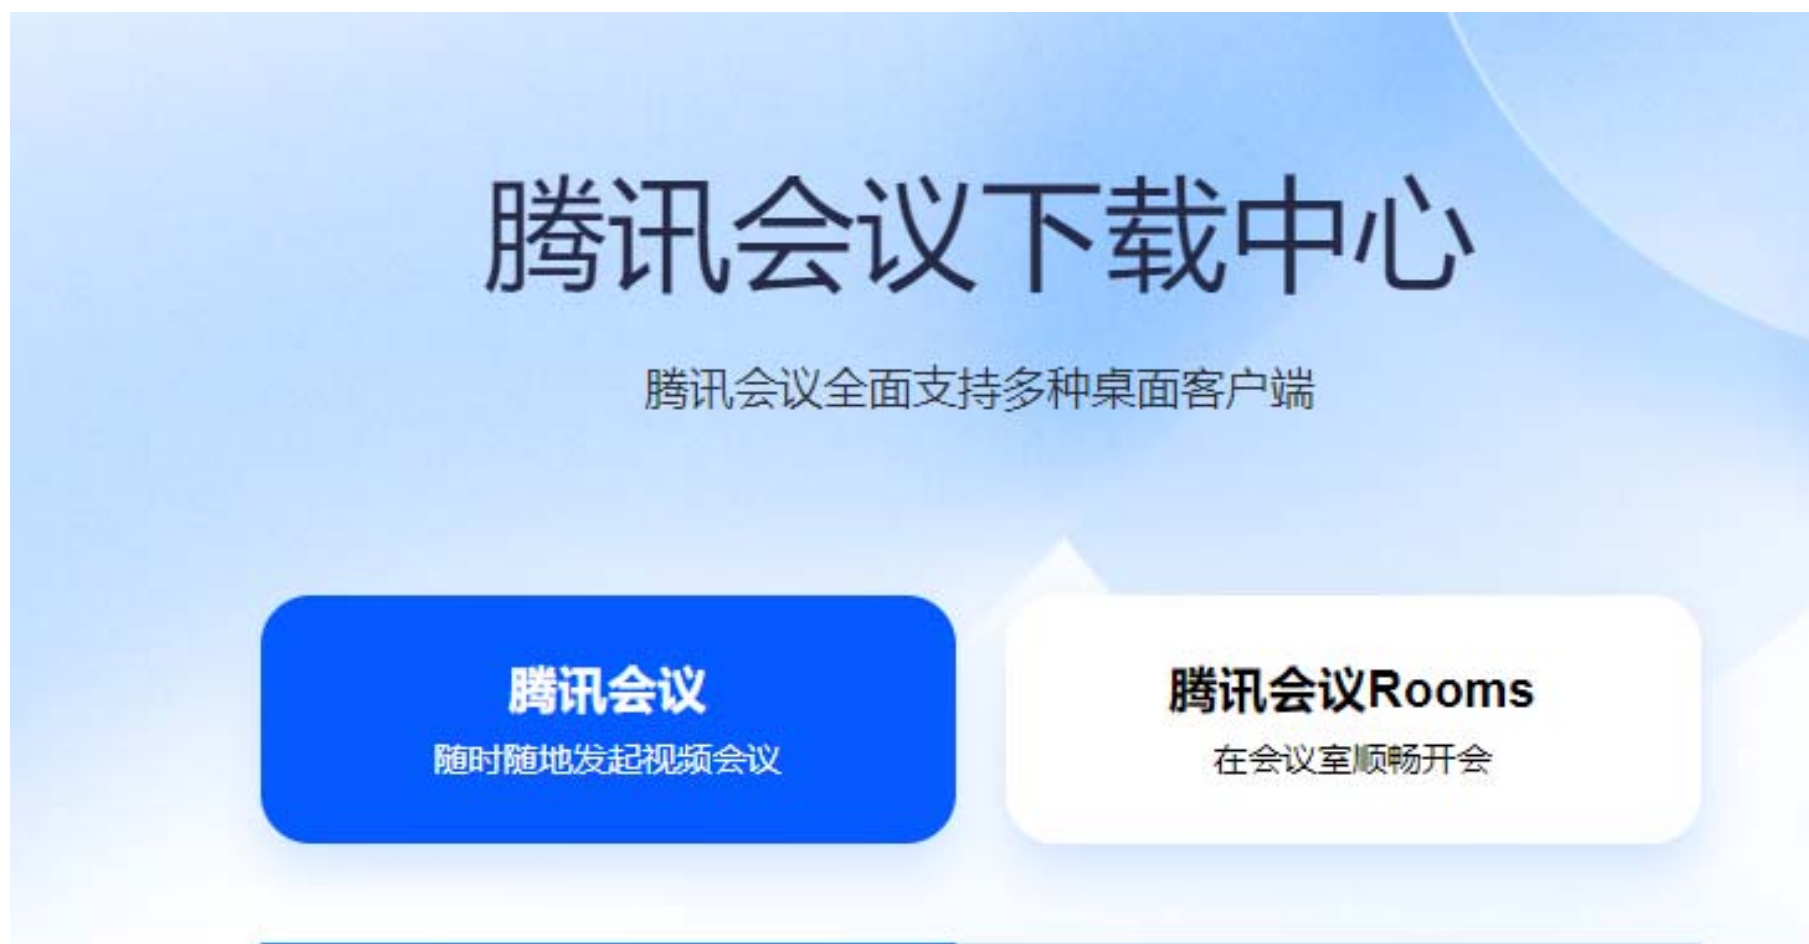 腾讯会议下载中心
腾讯会议全面支持多种桌面客户端
腾讯会议
随时随地发起视频会议
腾讯会议Rooms
在会议室顺畅开会